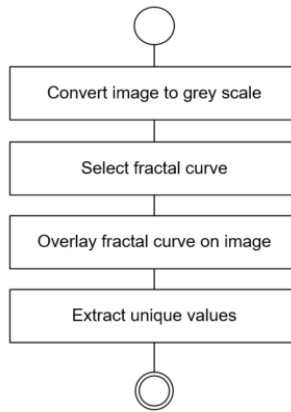 Convert image to grey scale
Select fractal curve
Overlay fractal curve on image
Extract unique values